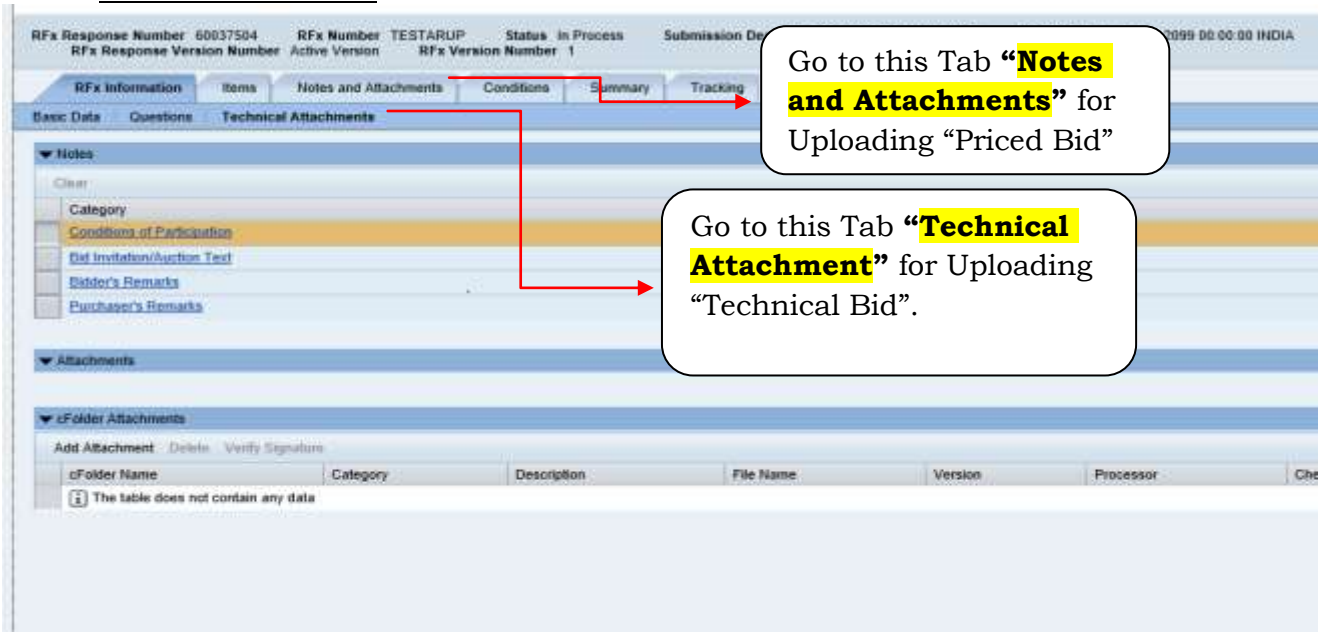 RFx Response Number 60037504 RFx Number TESTARUP Status In Process Submission De 2099 00:00:00 INDIA
RFx Response Version Number Active Version RFx Version Number 1
RFx Information Items Notes and Attachments Conditions Summary Tracking
Basic Data Questions Technical Attachments
Go to this Tab “Notes
and Attachments” for
Uploading “Priced Bid”
Notes
Clear
Category
Conditions of Participation
Bid Invitation/Auction Text
Bidder's Remarks
Purchaser's Remarks
Go to this Tab “Technical
Attachment” for Uploading
“Technical Bid”.
Attachments
cFolder Attachments
Add Attachment Delete Verify Signature
cFolder Name Category Description File Name Version Processor Che
The table does not contain any data